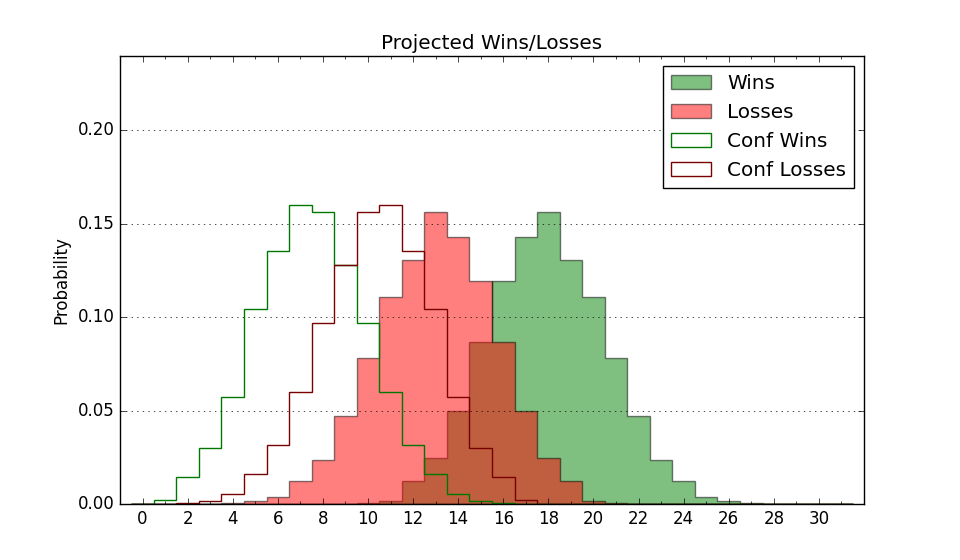 Projected Wins/Losses
Wins
Losses
Conf Wins
Conf Losses
Probability
0.20
0.15
0.10
0.05
0.00
0 2 4 6 8 10 12 14 16 18 20 22 24 26 28 30